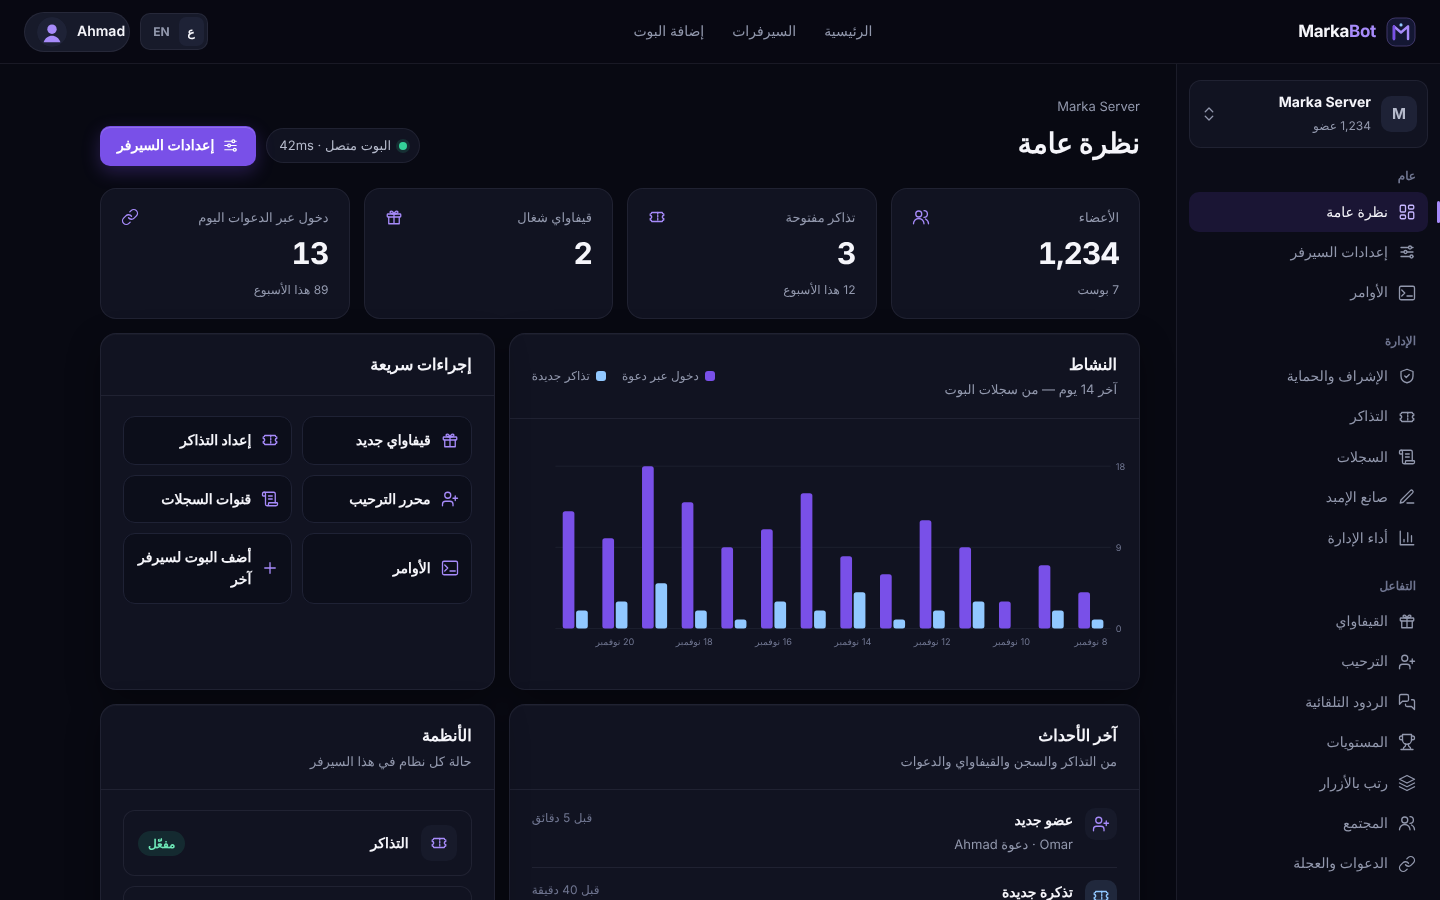 MarkaBot
الرئيسية
السيرفرات
إضافة البوت
ع
EN
Ahmad
M
Marka Server
1,234 عضو
عام
نظرة عامة
إعدادات السيرفر
الأوامر
الإدارة
الإشراف والحماية
التذاكر
السجلات
صانع الإمبد
أداء الإدارة
التفاعل
القيفاواي
الترحيب
الردود التلقائية
المستويات
رتب بالأزرار
المجتمع
الدعوات والعجلة
Marka Server
نظرة عامة
البوت متصل · 42ms
إعدادات السيرفر
الأعضاء
1,234
7 بوست
تذاكر مفتوحة
3
12 هذا الأسبوع
قيفاواي شغال
2
دخول عبر الدعوات اليوم
13
89 هذا الأسبوع
النشاط
آخر 14 يوم — من سجلات البوت
دخول عبر دعوة
تذاكر جديدة
18
9
0
8 نوفمبر
10 نوفمبر
12 نوفمبر
14 نوفمبر
16 نوفمبر
18 نوفمبر
20 نوفمبر
إجراءات سريعة
قيفاواي جديد
إعداد التذاكر
محرر الترحيب
قنوات السجلات
الأوامر
أضف البوت لسيرفر
آخر
آخر الأحداث
من التذاكر والسجن والقيفاواي والدعوات
عضو جديد
قبل 5 دقائق
Omar · دعوة Ahmad
تذكرة جديدة
قبل 40 دقيقة
الأنظمة
حالة كل نظام في هذا السيرفر
التذاكر
مفعّل